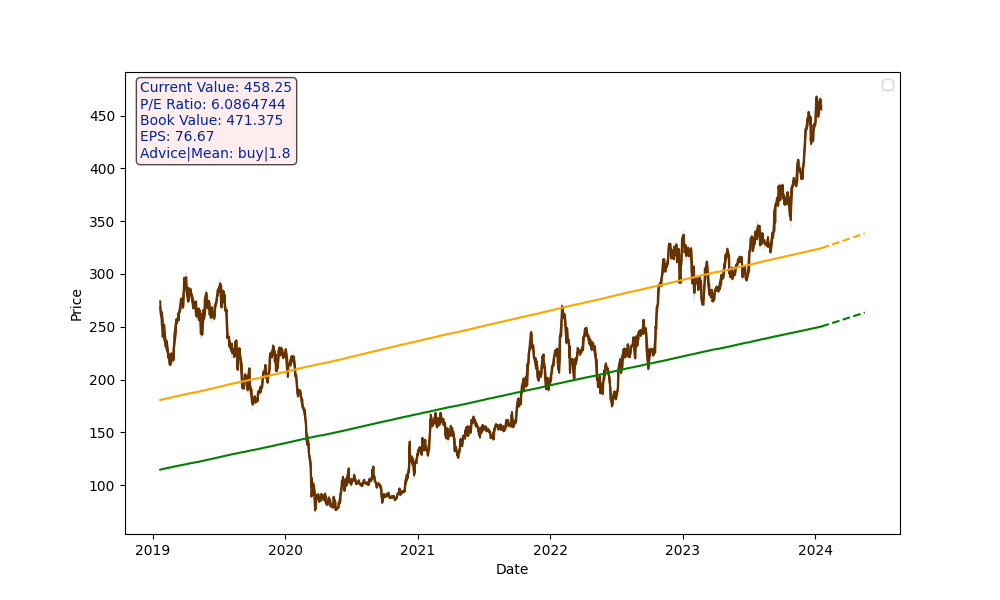 Current Value: 458.25
P/E Ratio: 6.0864744
Book Value: 471.375
EPS: 76.67
Advice|Mean: buy|1.8
450
400
350
300
250
200
150
100
Price
2019 2020 2021 2022 2023 2024
Date